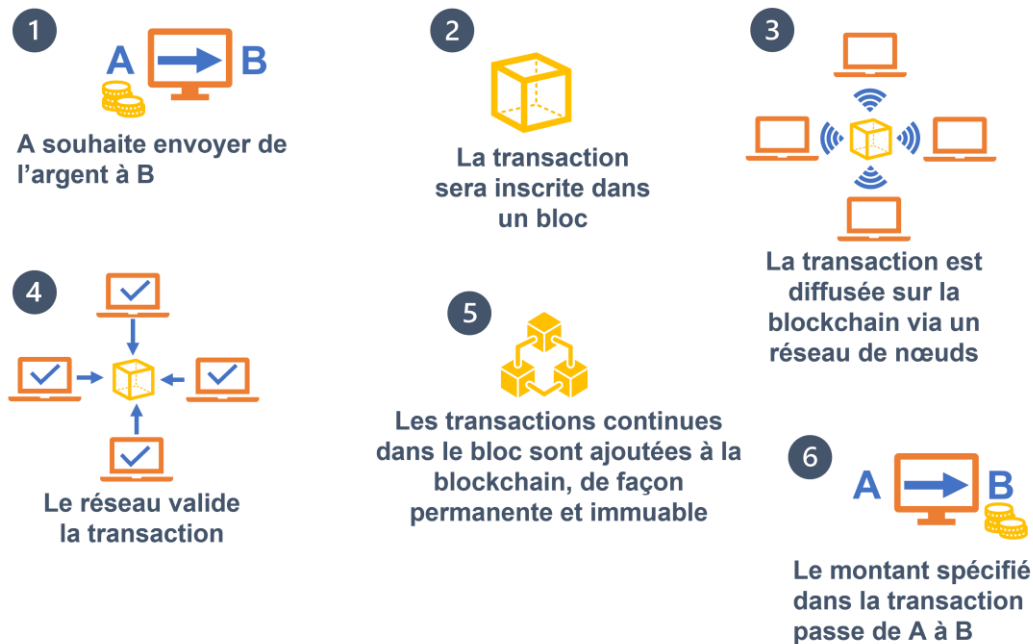 1
A B
A souhaite envoyer de
l’argent à B
2
La transaction
sera inscrite dans
un bloc
3
La transaction est
diffusée sur la
blockchain via un
réseau de nœuds
4
Le réseau valide
la transaction
5
Les transactions continues
dans le bloc sont ajoutées à la
blockchain, de façon
permanente et immuable
6
A B
Le montant spécifié
dans la transaction
passe de A à B